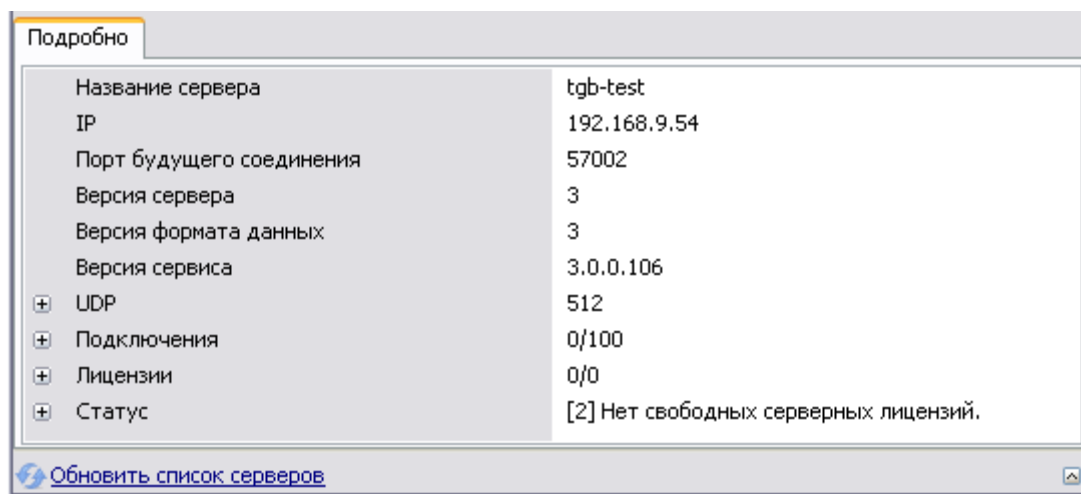 Подробно
Название сервера tgb-test
IP 192.168.9.54
Порт будущего соединения 57002
Версия сервера 3
Версия формата данных 3
Версия сервиса 3.0.0.106
UDP 512
Подключения 0/100
Лицензии 0/0
Статус [2] Нет свободных серверных лицензий.
Обновить список серверов